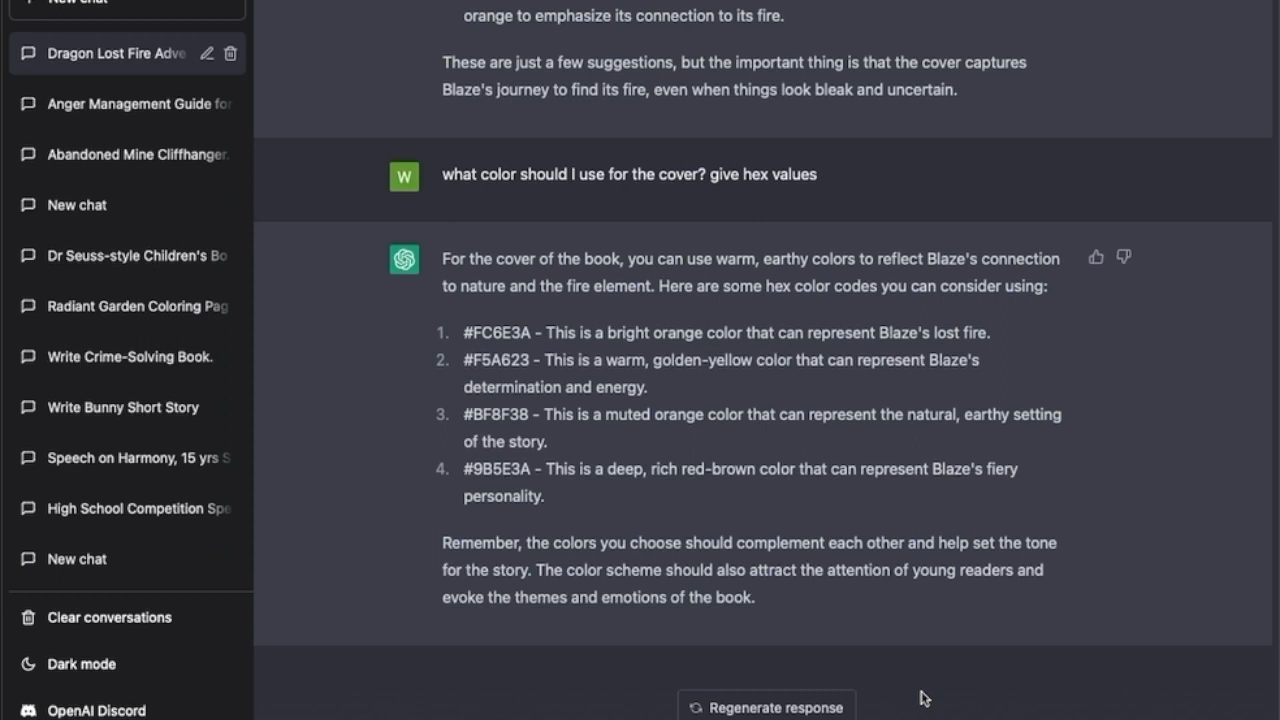 New chat
Dragon Lost Fire Adve
Anger Management Guide for
Abandoned Mine Cliffhanger.
New chat
Dr Seuss-style Children's Bo
Radiant Garden Coloring Pag
Write Crime-Solving Book.
Write Bunny Short Story
Speech on Harmony, 15 yrs S
High School Competition Spe
New chat
Clear conversations
Dark mode
OpenAI Discord
orange to emphasize its connection to its fire.
These are just a few suggestions, but the important thing is that the cover captures
Blaze's journey to find its fire, even when things look bleak and uncertain.
W
what color should I use for the cover? give hex values
For the cover of the book, you can use warm, earthy colors to reflect Blaze's connection
to nature and the fire element. Here are some hex color codes you can consider using:
1. #FC6E3A - This is a bright orange color that can represent Blaze's lost fire.
2. #F5A623 - This is a warm, golden-yellow color that can represent Blaze's
determination and energy.
3. #BF8F38 - This is a muted orange color that can represent the natural, earthy setting
of the story.
4. #9B5E3A - This is a deep, rich red-brown color that can represent Blaze's fiery
personality.
Remember, the colors you choose should complement each other and help set the tone
for the story. The color scheme should also attract the attention of young readers and
evoke the themes and emotions of the book.
Regenerate response